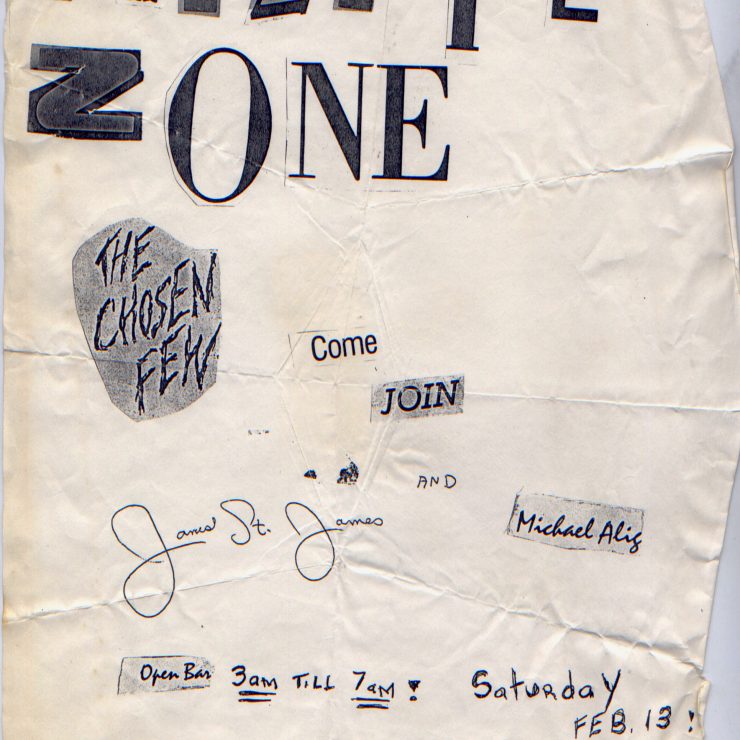 ZONE
THE
CHOSEN
FEW
Come
JOIN
AND
James St. James
Michael Alig
Open Bar 3am TiLL 7am! Saturday
FEB. 13!